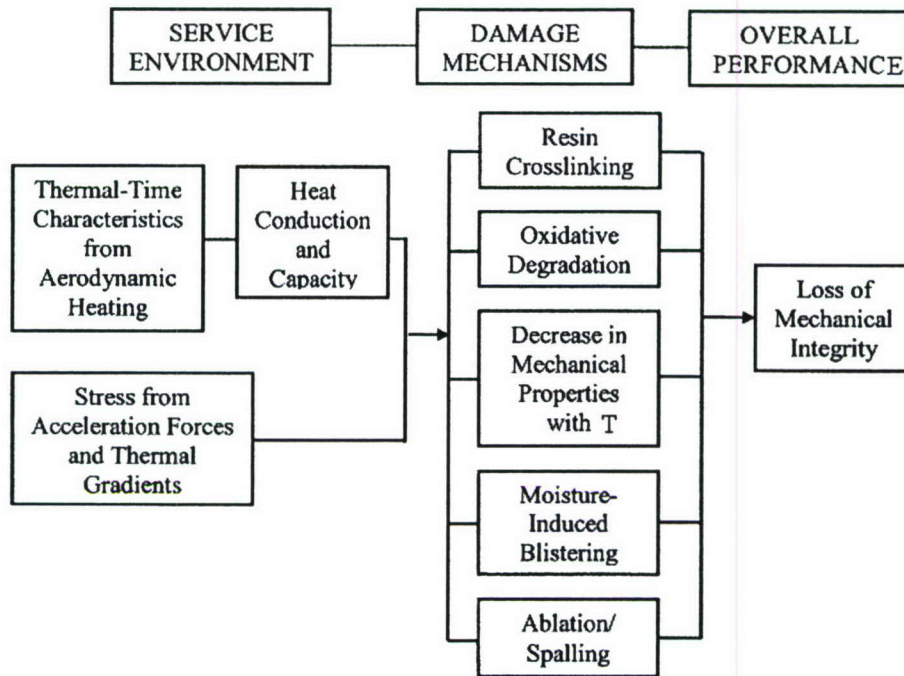 SERVICE
ENVIRONMENT
DAMAGE
MECHANISMS
OVERALL
PERFORMANCE
Thermal-Time
Characteristics
from
Aerodynamic
Heating
Heat
Conduction
and
Capacity
Stress from
Acceleration Forces
and Thermal
Gradients
Resin
Crosslinking
Oxidative
Degradation
Decrease in
Mechanical
Properties
with T
Moisture-
Induced
Blistering
Ablation/
Spalling
Loss of
Mechanical
Integrity